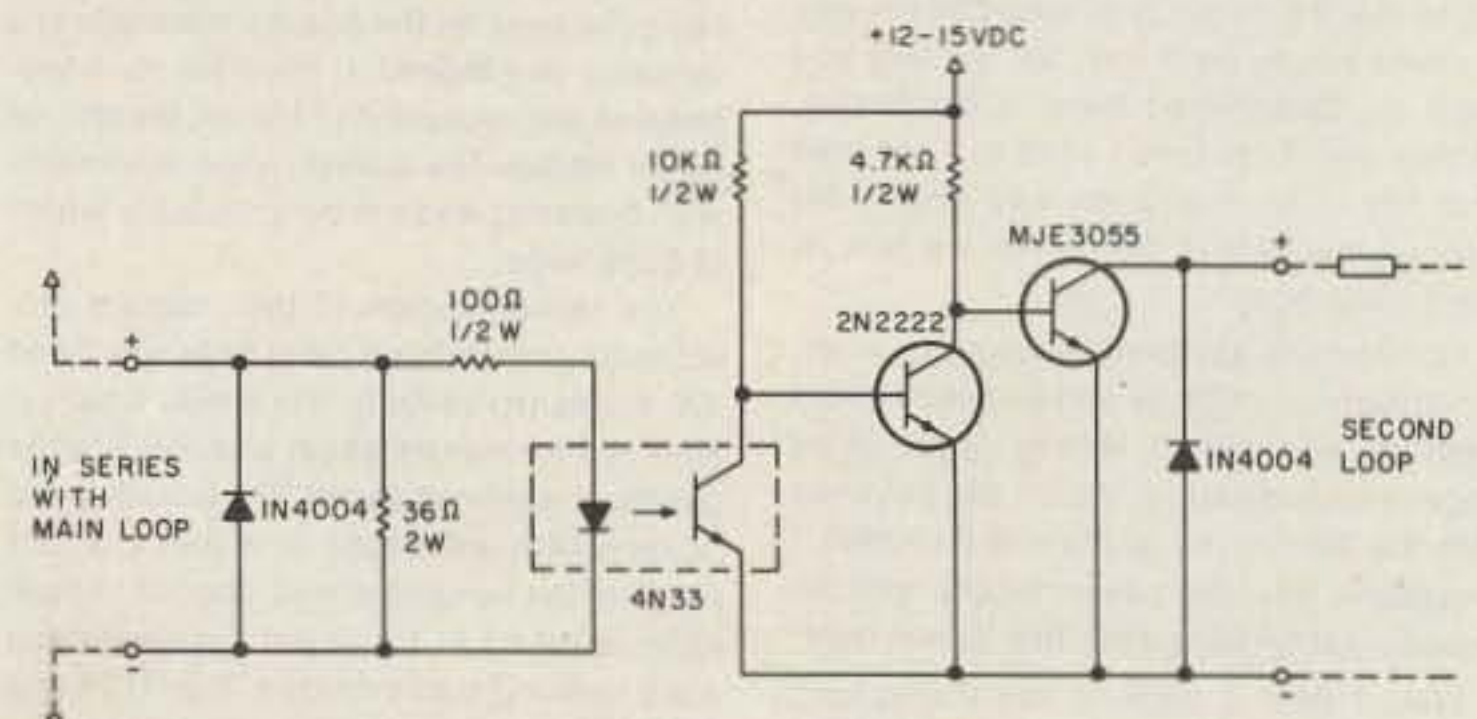 +12-15VDC
10KΩ
1/2W
4.7KΩ
1/2W
MJE3055
+
100Ω
1/2W
2N2222
+
IN SERIES
WITH
MAIN LOOP
IN4004
36Ω
2W
IN4004
SECOND
LOOP
4N33
-
-